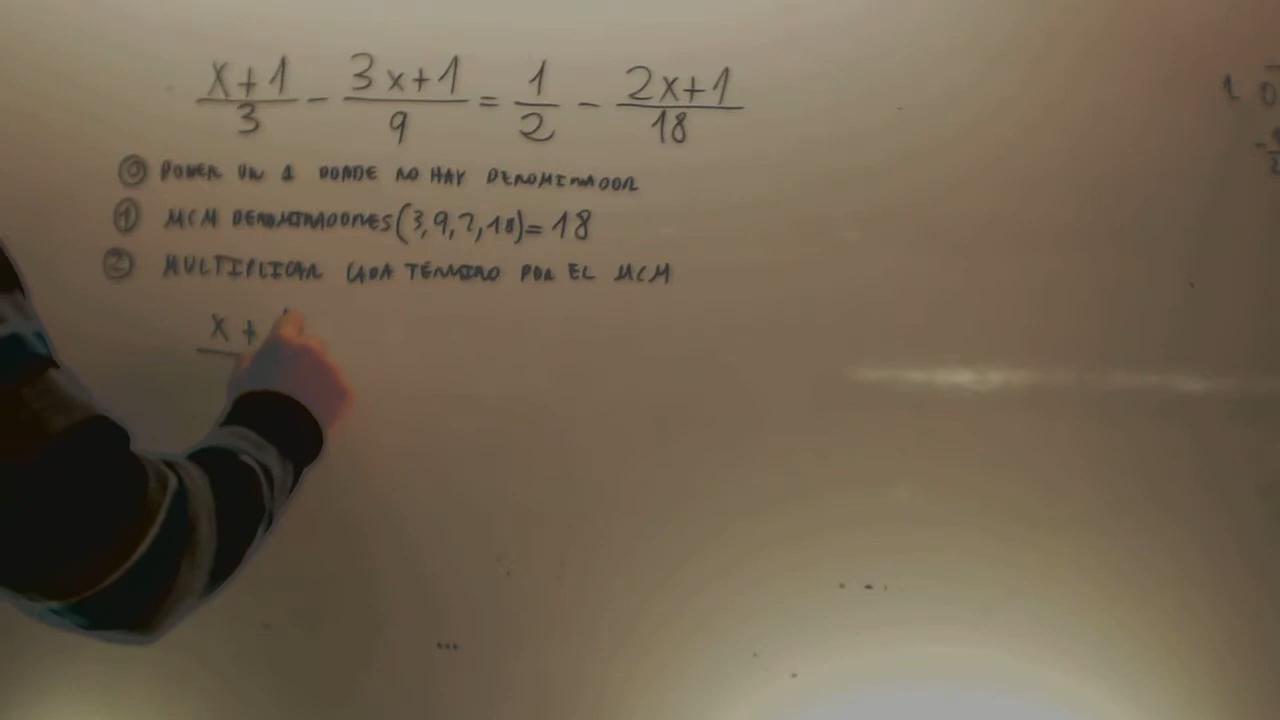 x+1/3 - 3x+1/9 = 1/2 - 2x+1/18
⓪ PONER UN 1 DONDE NO HAY DENOMINADOR
① MCM DENOMINADORES (3,9,2,18) = 18
② MULTIPLICAR CADA TÉRMINO POR EL MCM
x +